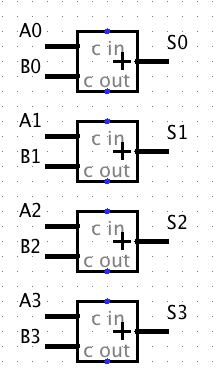 A0
c in
S0
B0
+
c out
A1
c in
S1
B1
+
c out
A2
c in
S2
B2
+
c out
A3
c in
S3
B3
+
c out